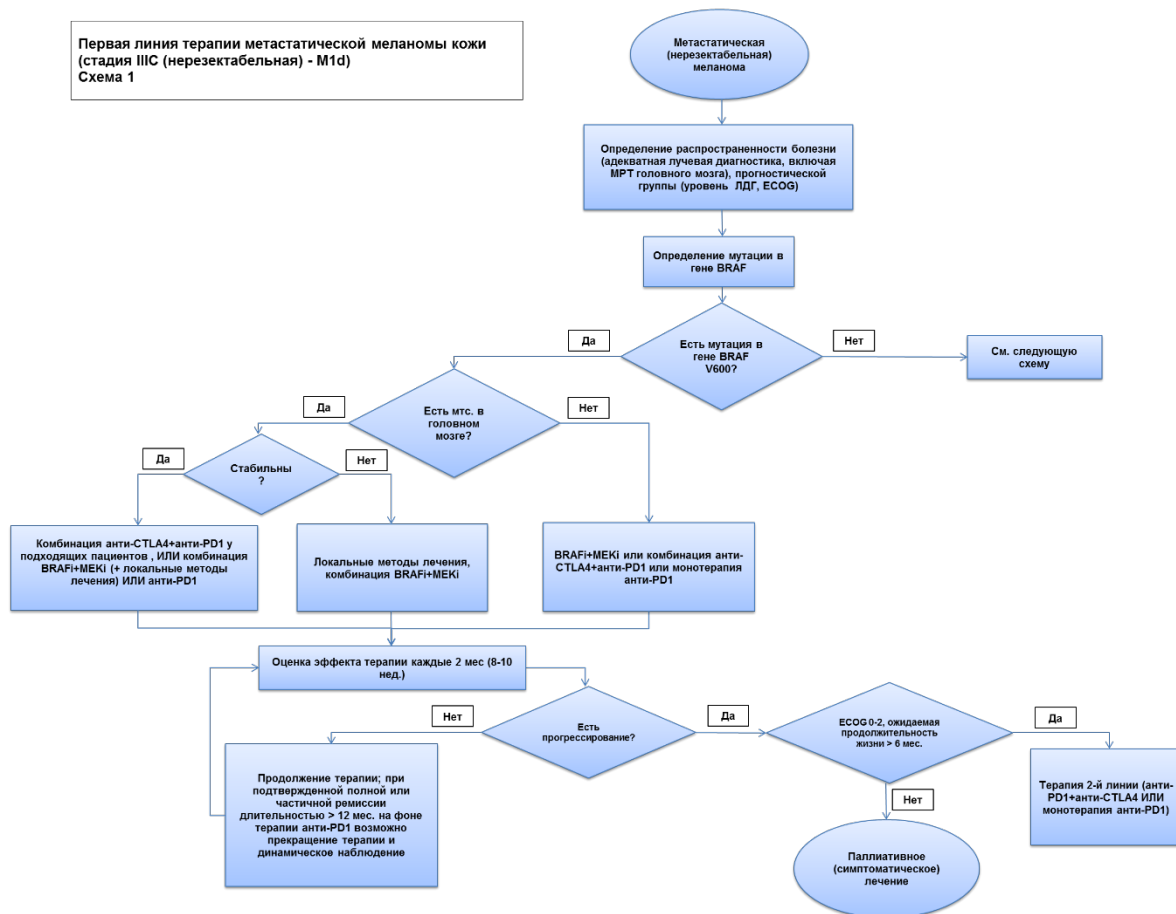 Первая линия терапии метастатической меланомы кожи
(стадия IIIC (нерезектабельная) - M1d)
Схема 1
Метастатическая
(нерезектабельная)
меланома
Определение распространенности болезни
(адекватная лучевая диагностика, включая
МРТ головного мозга), прогностической
группы (уровень ЛДГ, ECOG)
Определение мутации в
гене BRAF
Есть мутация в
гене BRAF
V600?
Да
Нет
См. следующую
схему
Есть мтс. в
головном
мозге?
Да
Нет
Стабильны
?
Да
Нет
Комбинация анти-CTLA4+анти-PD1 у
подходящих пациентов , ИЛИ комбинация
BRAFi+MEKi (+ локальные методы
лечения) ИЛИ анти-PD1
Локальные методы лечения,
комбинация BRAFi+MEKi
BRAFi+MEKi или комбинация анти-
CTLA4+анти-PD1 или монотерапия
анти-PD1
Оценка эффекта терапии каждые 2 мес (8-10
нед.)
Есть
прогрессирование?
Нет
Да
ECOG 0-2, ожидаемая
продолжительность
жизни > 6 мес.
Да
Нет
Продолжение терапии; при
подтвержденной полной или
частичной ремиссии
длительностью > 12 мес. на фоне
терапии анти-PD1 возможно
прекращение терапии и
динамическое наблюдение
Терапия 2-й линии (анти-
PD1+анти-CTLA4 ИЛИ
монотерапия анти-PD1)
Паллиативное
(симптоматическое)
лечение